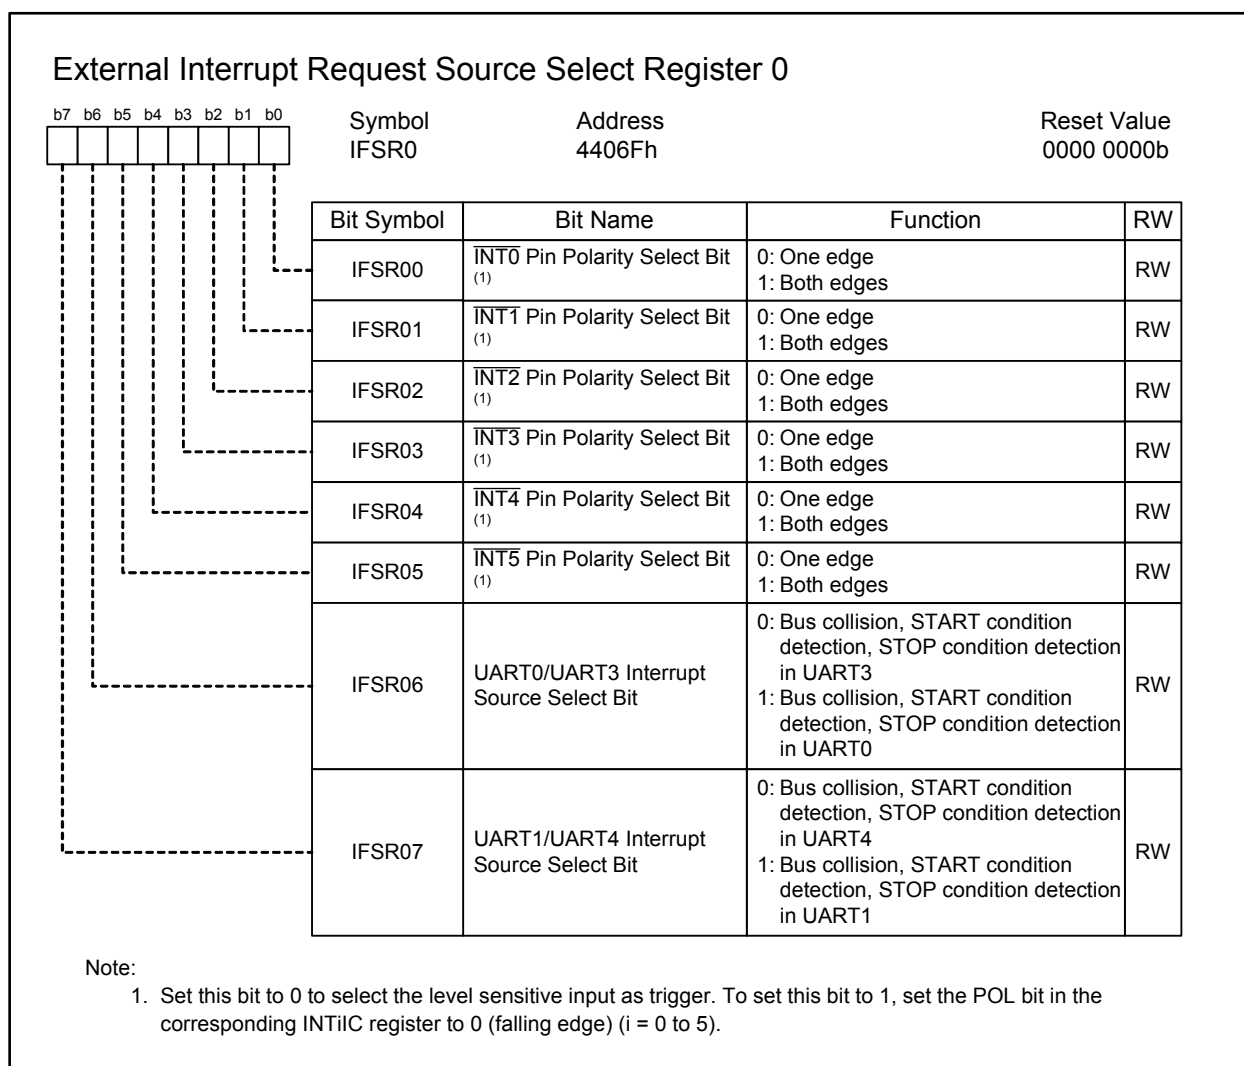 External Interrupt Request Source Select Register 0
b7 b6 b5 b4 b3 b2 b1 b0
Symbol Address Reset Value
IFSR0 4406Fh 0000 0000b
Bit Symbol Bit Name Function RW
IFSR00 INT0 Pin Polarity Select Bit (1) 0: One edge
1: Both edges RW
IFSR01 INT1 Pin Polarity Select Bit (1) 0: One edge
1: Both edges RW
IFSR02 INT2 Pin Polarity Select Bit (1) 0: One edge
1: Both edges RW
IFSR03 INT3 Pin Polarity Select Bit (1) 0: One edge
1: Both edges RW
IFSR04 INT4 Pin Polarity Select Bit (1) 0: One edge
1: Both edges RW
IFSR05 INT5 Pin Polarity Select Bit (1) 0: One edge
1: Both edges RW
IFSR06
UART0/UART3 Interrupt
Source Select Bit
0: Bus collision, START condition
detection, STOP condition detection
in UART3
1: Bus collision, START condition
detection, STOP condition detection
in UART0
RW
IFSR07
UART1/UART4 Interrupt
Source Select Bit
0: Bus collision, START condition
detection, STOP condition detection
in UART4
1: Bus collision, START condition
detection, STOP condition detection
in UART1
RW
Note:
1. Set this bit to 0 to select the level sensitive input as trigger. To set this bit to 1, set the POL bit in the
corresponding INTiIC register to 0 (falling edge) (i = 0 to 5).